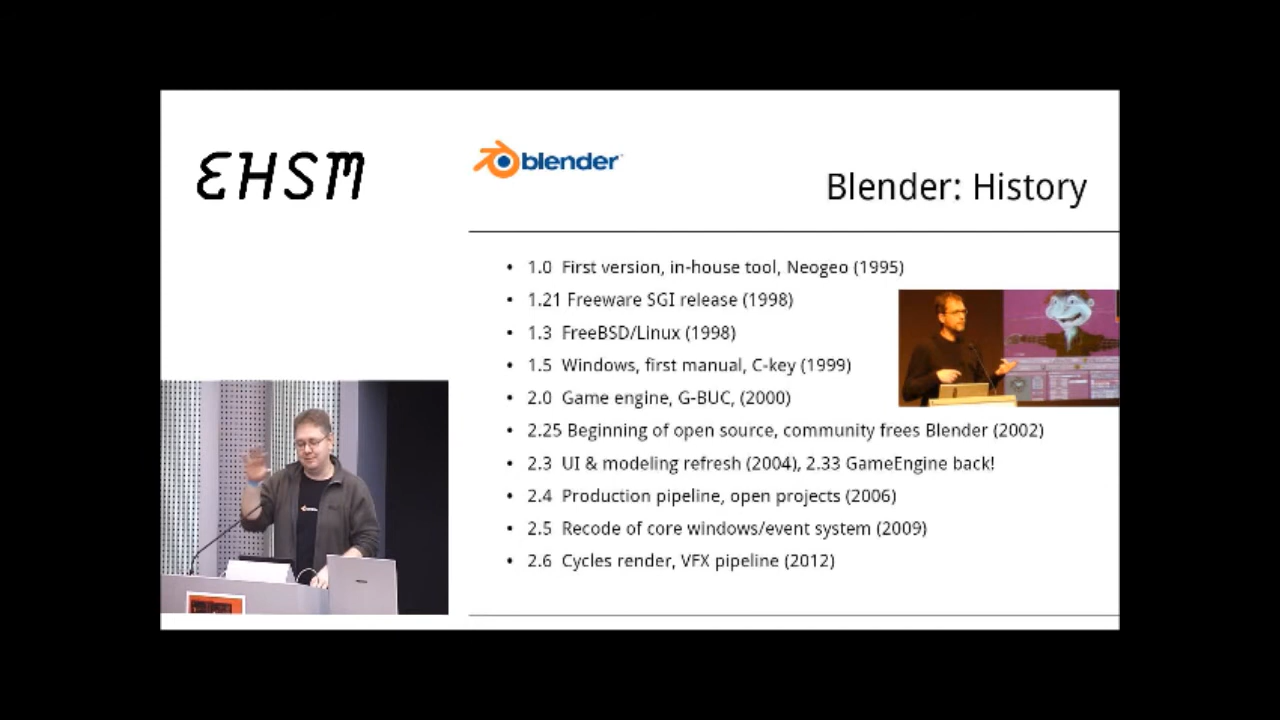 EHSM
blender
Blender: History
• 1.0 First version, in-house tool, Neogeo (1995)
• 1.21 Freeware SGI release (1998)
• 1.3 FreeBSD/Linux (1998)
• 1.5 Windows, first manual, C-key (1999)
• 2.0 Game engine, G-BUC, (2000)
• 2.25 Beginning of open source, community frees Blender (2002)
• 2.3 UI & modeling refresh (2004), 2.33 GameEngine back!
• 2.4 Production pipeline, open projects (2006)
• 2.5 Recode of core windows/event system (2009)
• 2.6 Cycles render, VFX pipeline (2012)